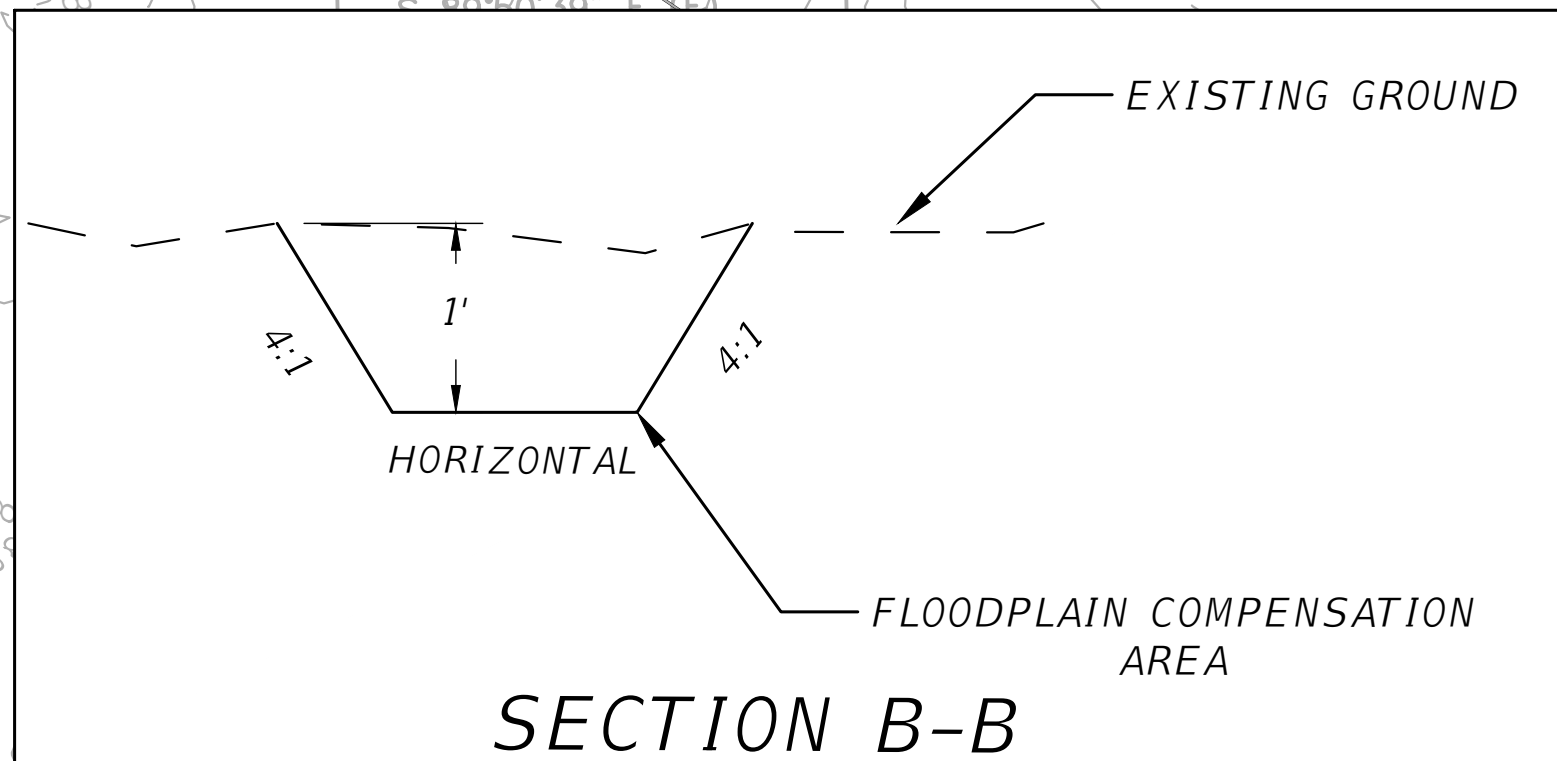 EXISTING GROUND
1'
4:1
4:1
HORIZONTAL
FLOODPLAIN COMPENSATION
AREA
SECTION B-B